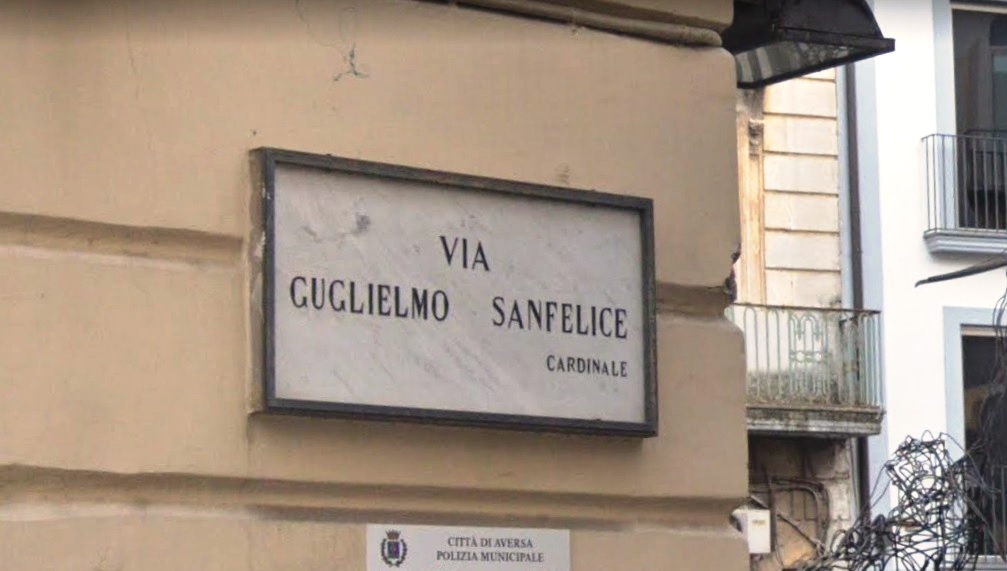 VIA
GUGLIELMO SANFELICE
CARDINALE
CITTÀ DI AVERSA
POLIZIA MUNICIPALE